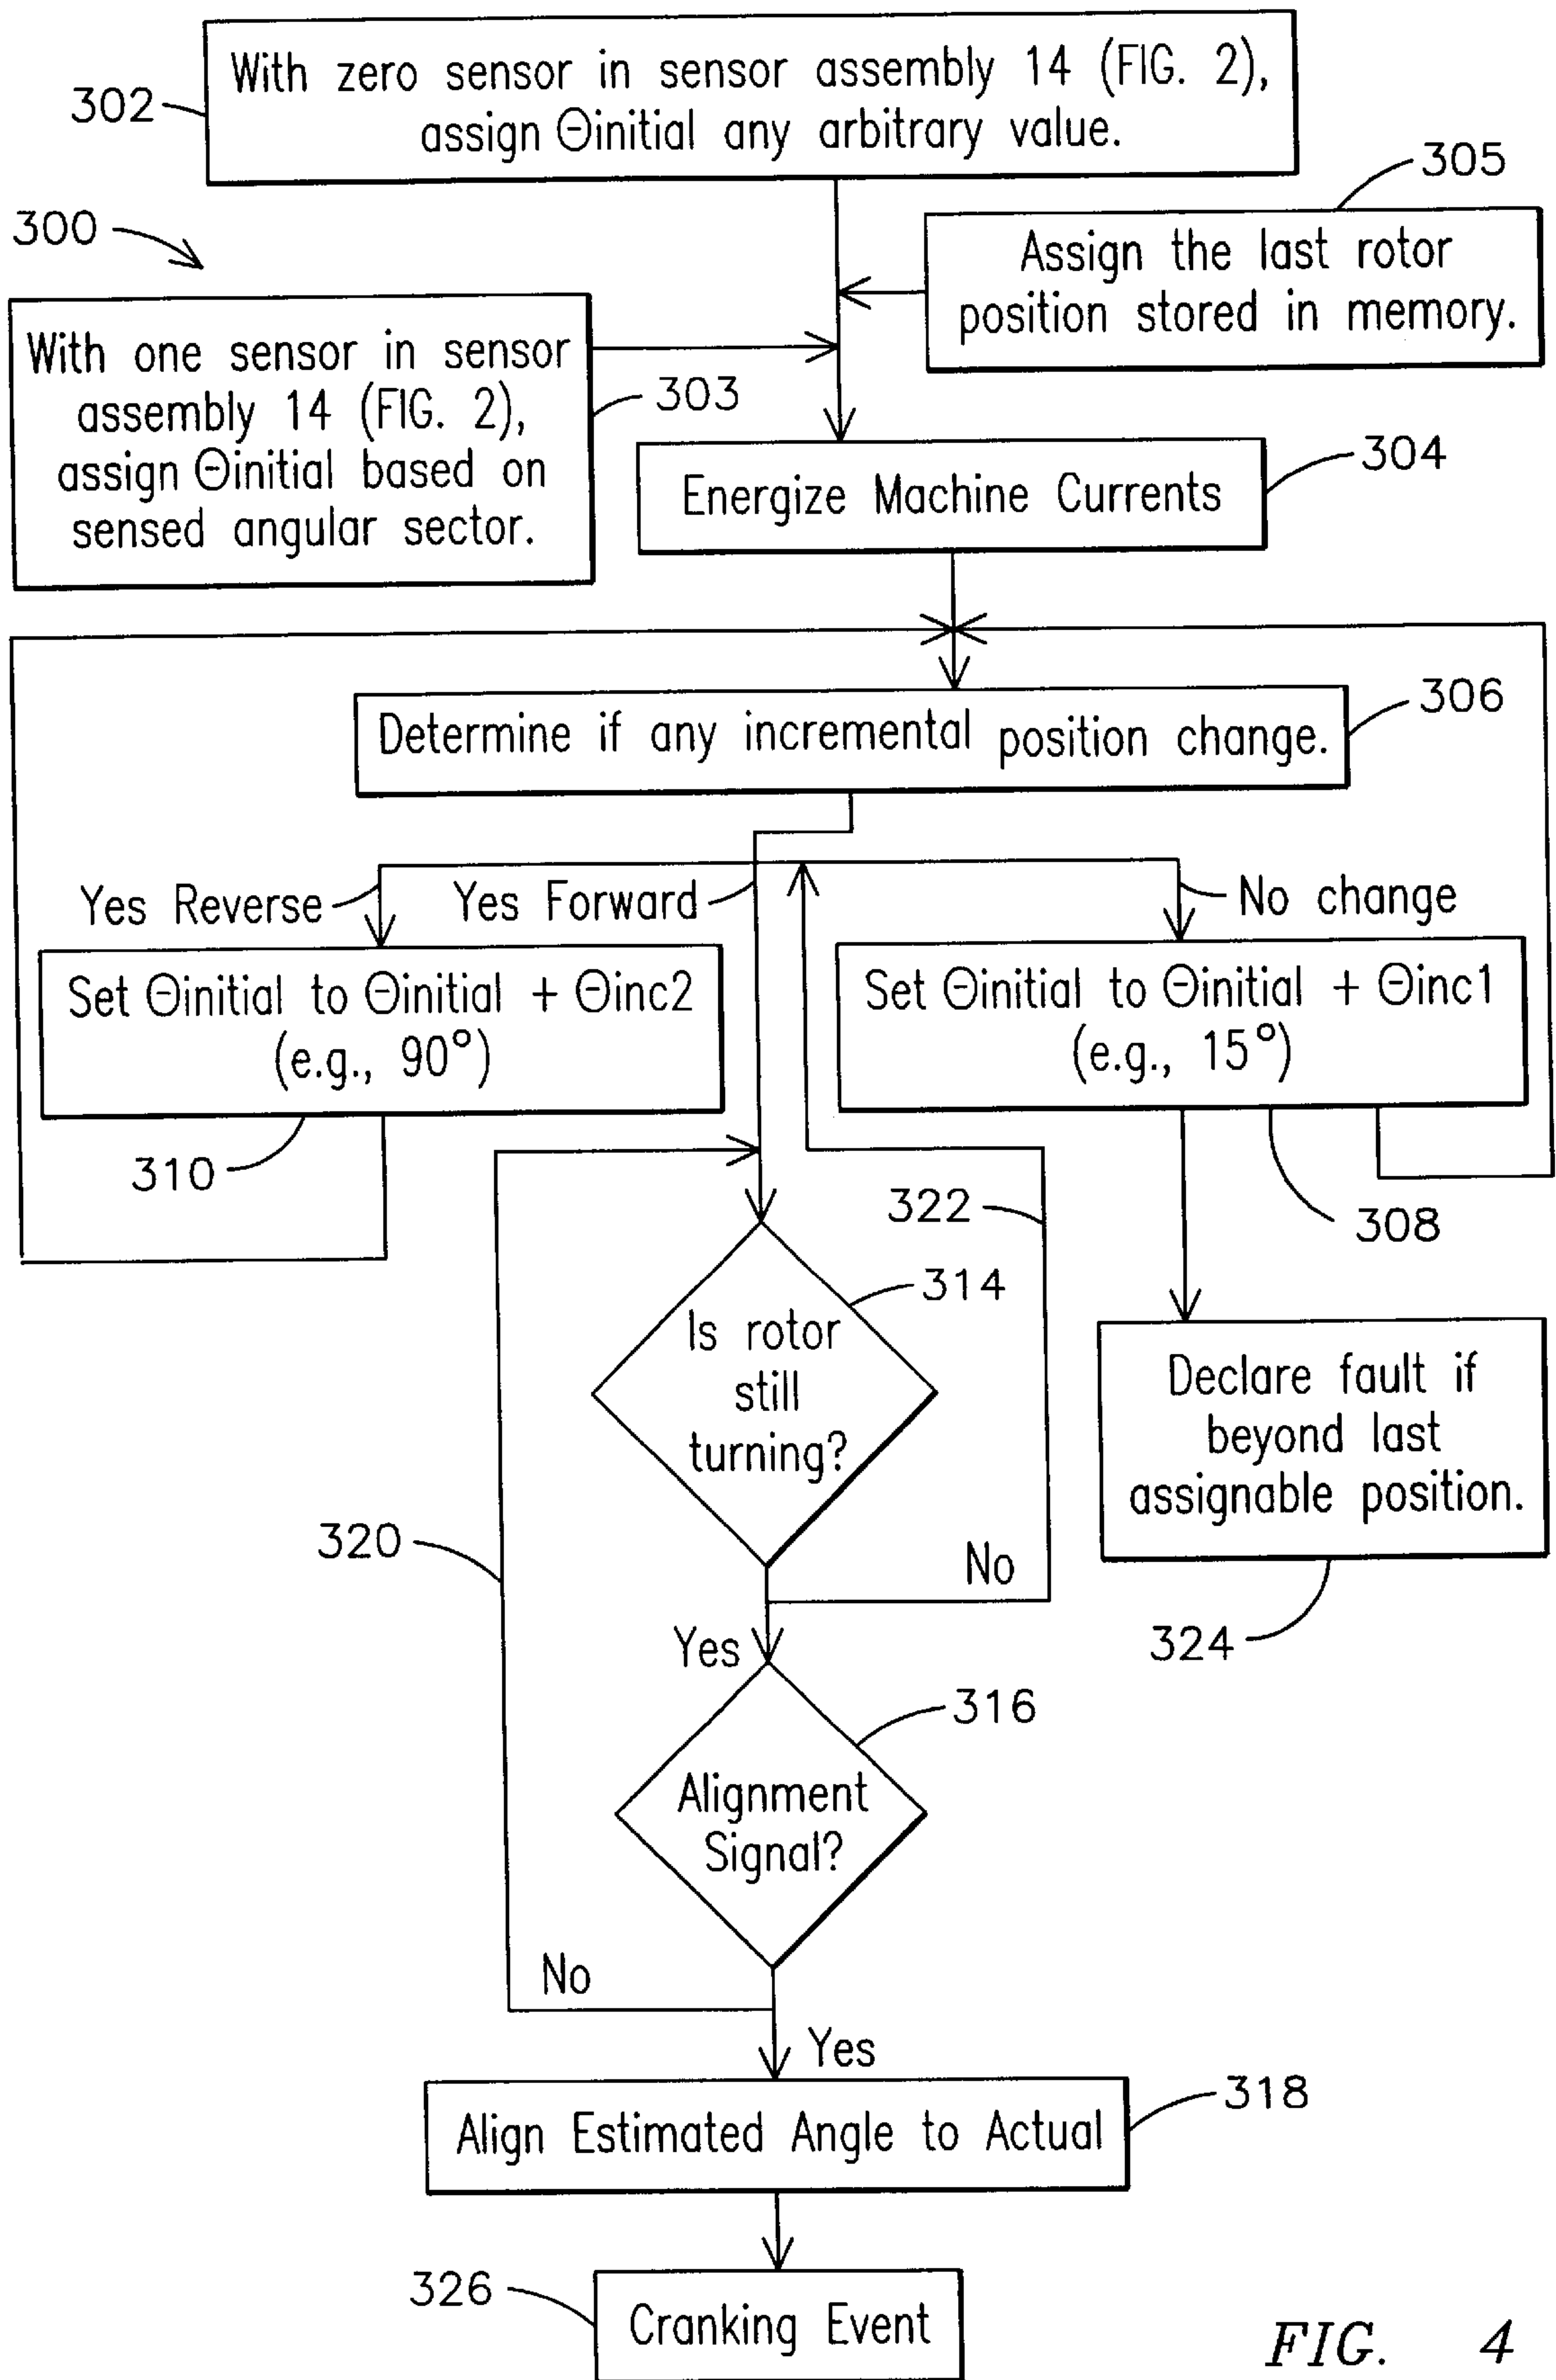 With zero sensor in sensor assembly 14 (FIG. 2),
assign Θinitial any arbitrary value.
302
305
300
Assign the last rotor
position stored in memory.
With one sensor in sensor
assembly 14 (FIG. 2),
assign Θinitial based on
sensed angular sector.
303
304
Energize Machine Currents
306
Determine if any incremental position change.
Yes Reverse
Yes Forward
No change
Set Θinitial to Θinitial + Θinc2
(e.g., 90°)
Set Θinitial to Θinitial + Θinc1
(e.g., 15°)
310
322
308
314
Is rotor
still
turning?
Declare fault if
beyond last
assignable position.
320
No
324
Yes
316
Alignment
Signal?
No
Yes
318
Align Estimated Angle to Actual
326
Cranking Event
FIG. 4